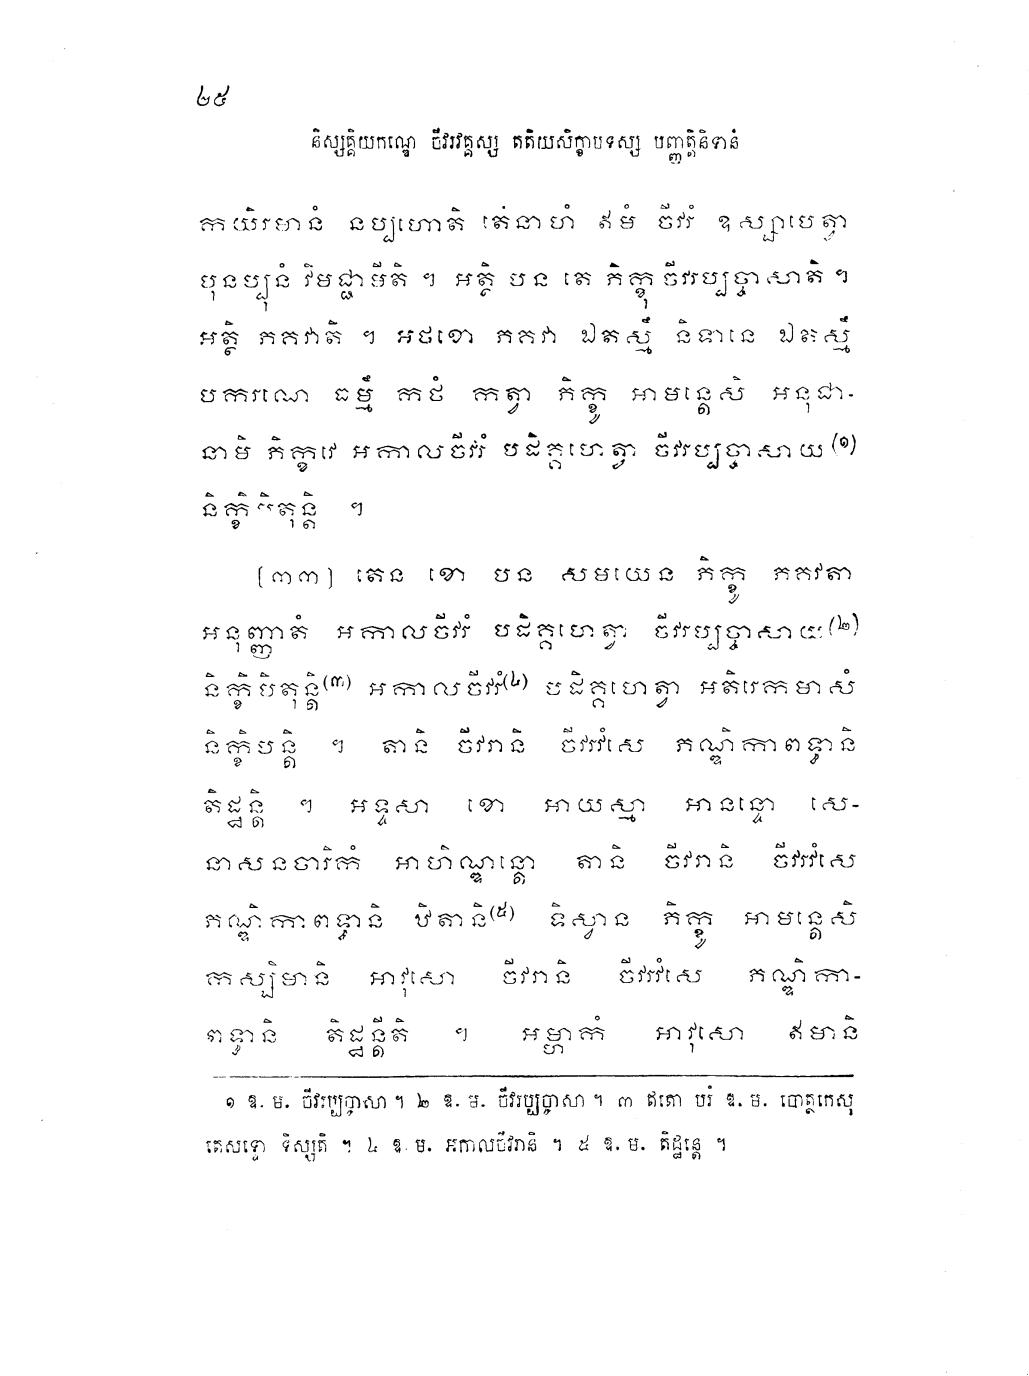 ២៥
និស្សគ្គិយកណ្ឌេ ចីវរវគ្គស្ស តតិយសិក្ខាបទស្ស បញ្ញត្តិនិទានំ
កយិរមានំ នប្បហោតិ តេនាហំ ឥមំ ចីវរំ ឧស្សាបេត្វា
បុនប្បុនំ វិមជ្ជាមីតិ ។ អត្ថិ បន តេ ភិក្ខុ ចីវរប្បច្ចាសាតិ ។
អត្ថិ ភគវាតិ ។ អថខោ ភគវា ឯតស្មឹ និទានេ ឯតស្មឹ
បករណេ ធម្មឹ កថំ កត្វា ភិក្ខូ អាមន្តេសិ អនុជា-
នាមិ ភិក្ខវេ អកាលចីវរំ បដិគ្គហេត្វា ចីវរប្បច្ចាសាយ(១)
និក្ខិបិតុន្តិ ។
(៣៣) តេន ខោ បន សមយេន ភិក្ខូ ភគវតា
អនុញ្ញាតំ អកាលចីវរំ បដិគ្គហេត្វា ចីវរប្បច្ចាសាយ(២)
និក្ខិបិតុន្តិ(៣) អកាលចីវរំ(៤) បដិគ្គហេត្វា អតិរេកមាសំ
និក្ខិបន្តិ ។ តានិ ចីវរានិ ចីវរវំសេ ភណ្ឌិកាពទ្ធានិ
តិដ្ឋន្តិ ។ អទ្ទសា ខោ អាយស្មា អានន្ទោ សេ-
នាសនចារិកំ អាហិណ្ឌន្តោ តានិ ចីវរានិ ចីវរវំសេ
ភណ្ឌិកាពទ្ធានិ ឋិតានិ(៥) ទិស្វាន ភិក្ខូ អាមន្តេសិ
កស្សិមានិ អាវុសោ ចីវរានិ ចីវរវំសេ ភណ្ឌិកា-
ពទ្ធានិ តិដ្ឋន្តីតិ ។ អម្ហាកំ អាវុសោ ឥមានិ
១ ឱ. ម. ចីវរប្បច្ចាសា ។ ២ ឱ. ម. ចីវរប្បច្ចាសា ។ ៣ ឥតោ បរំ ឱ. ម. បោត្ថកេសុ
តេសទ្ទោ ទិស្សតិ ។ ៤ ឱ. ម. អកាលចីវរានិ ។ ៥ ឱ. ម. តិដ្ឋន្តេ ។